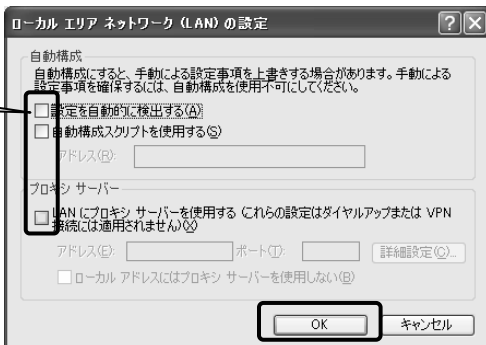 ローカル エリア ネットワーク (LAN) の設定
自動構成
自動構成にすると、手動による設定事項を上書きする場合があります。手動による
設定事項を確保するには、自動構成を使用不可にしてください。
設定を自動的に検出する(A)
自動構成スクリプトを使用する(S)
アドレス(R):
プロキシ サーバー
LAN にプロキシ サーバーを使用する (これらの設定はダイヤルアップまたは VPN
接続には適用されません)(X)
アドレス(E): ポート(T): 詳細設定(C)...
ローカル アドレスにはプロキシ サーバーを使用しない(B)
OK キャンセル